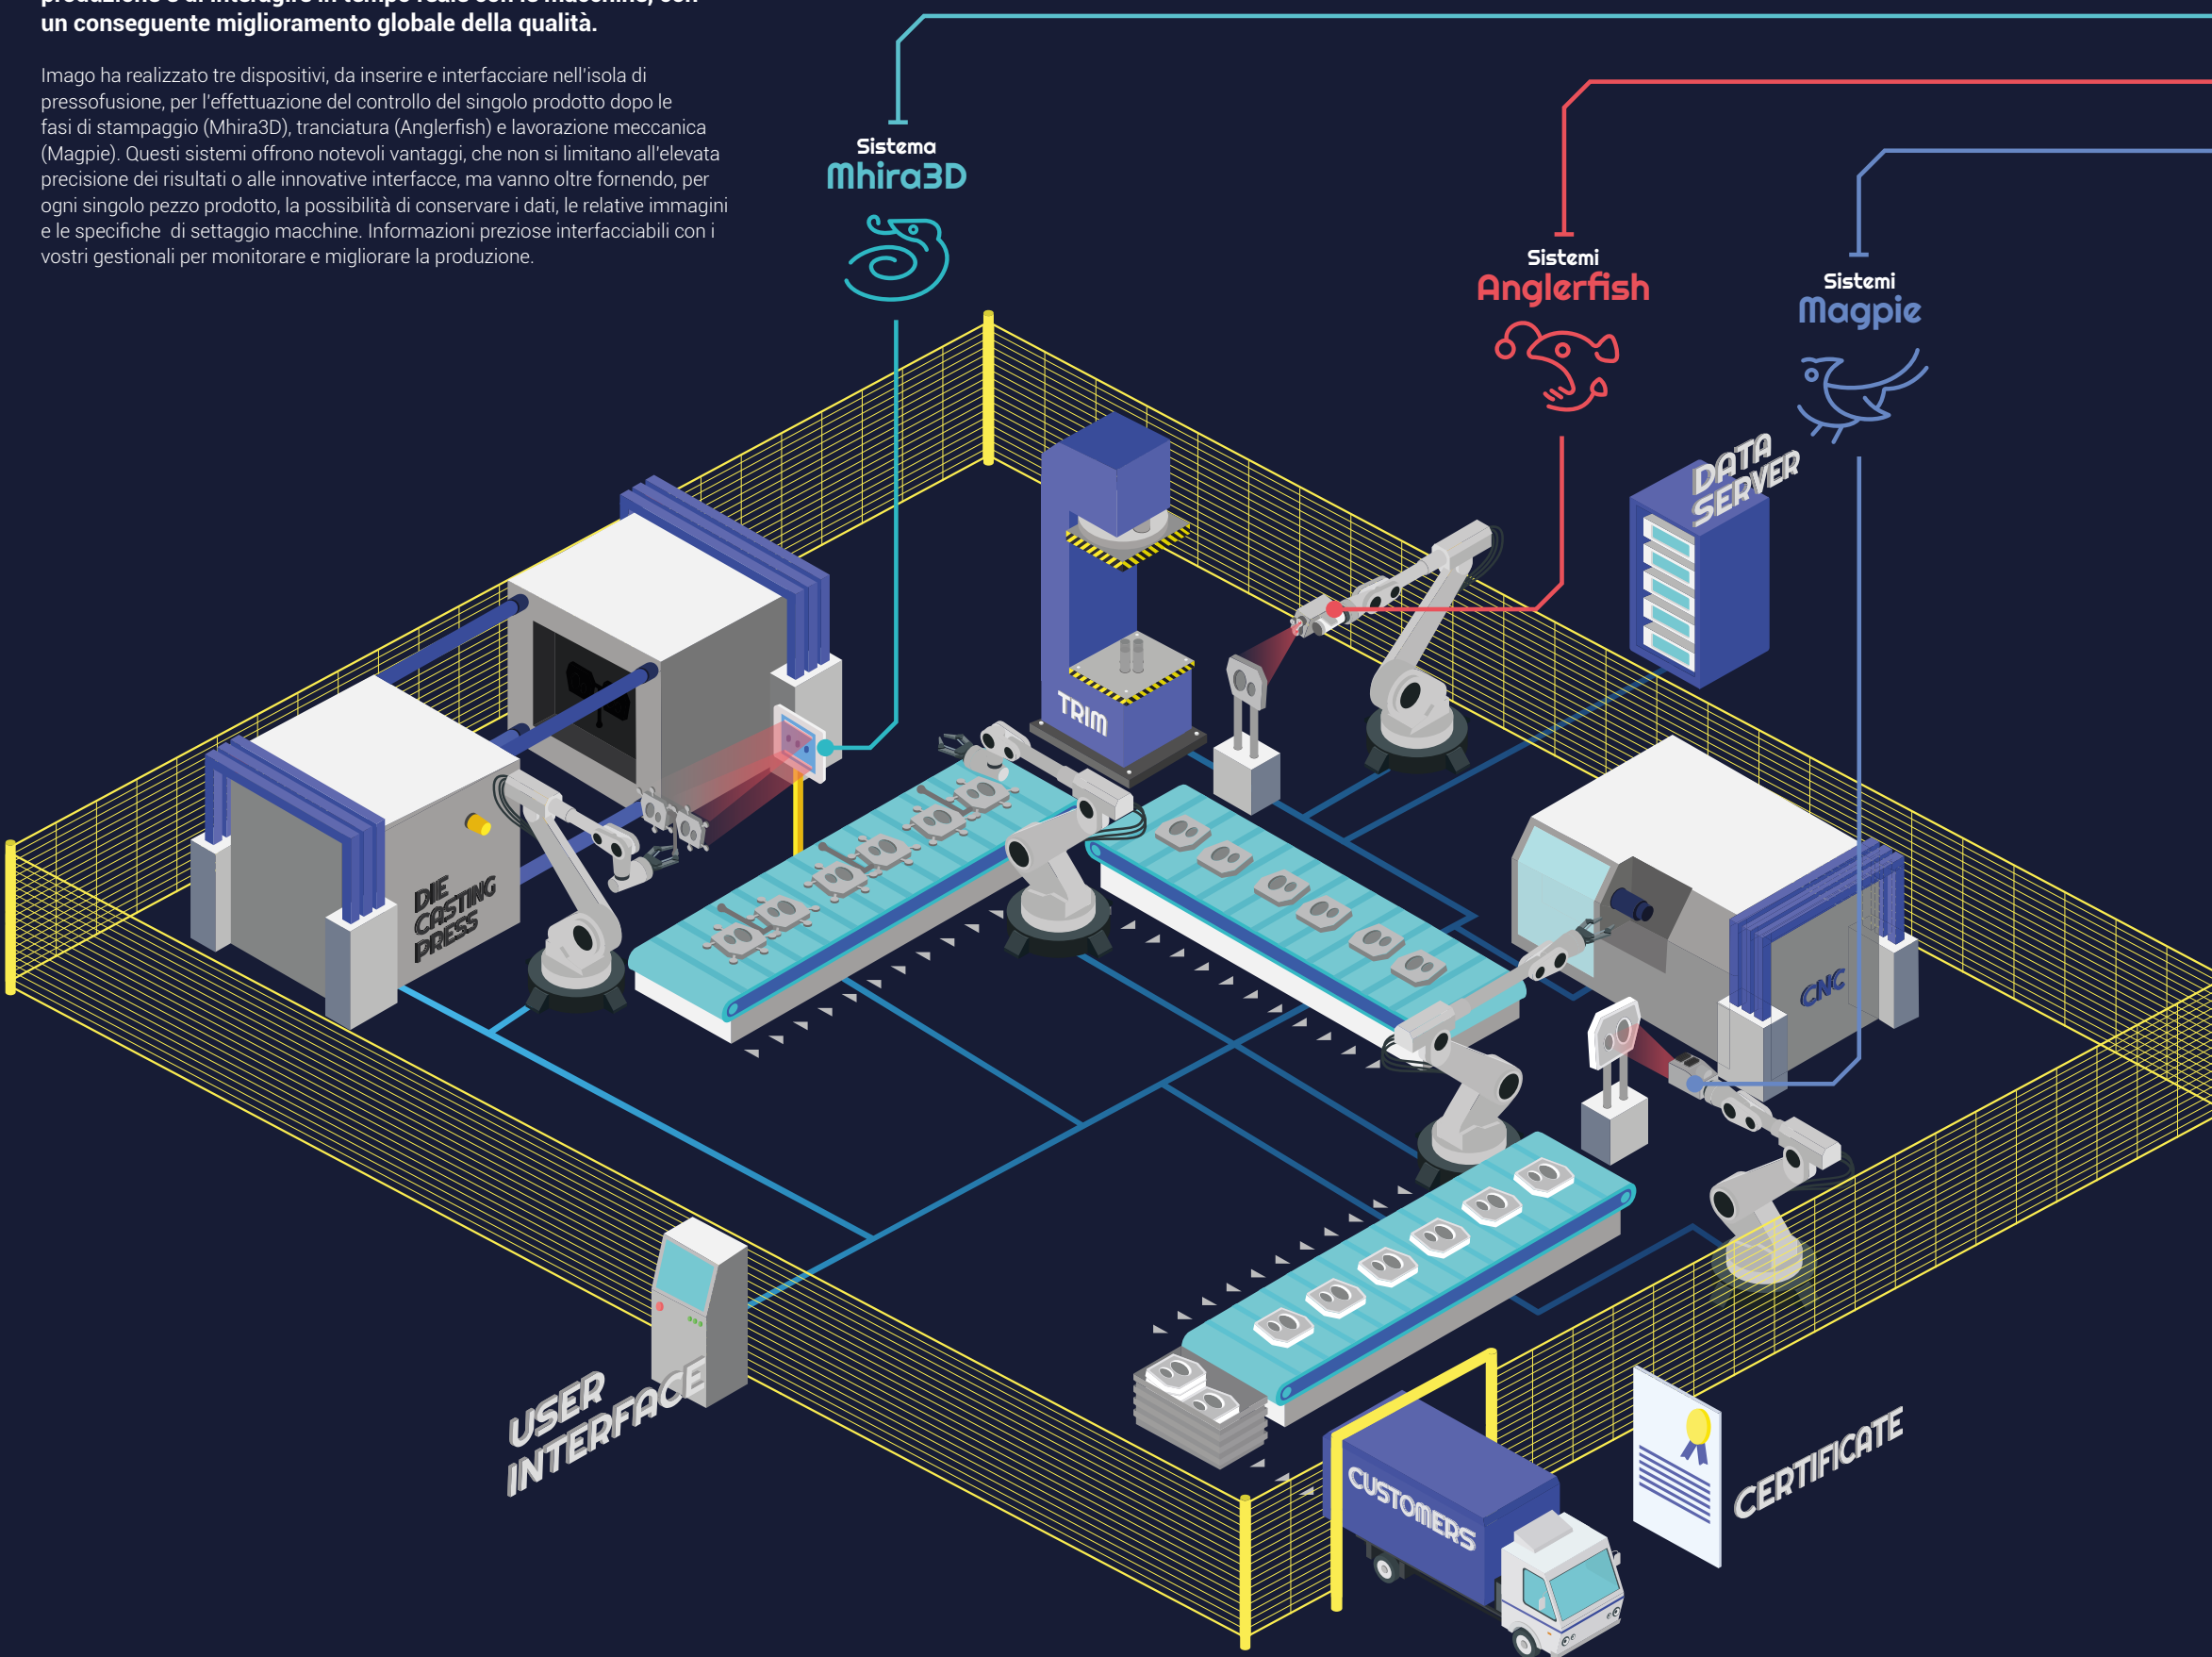 un conseguente miglioramento globale della qualità.
Imago ha realizzato tre dispositivi, da inserire e interfacciare nell'isola di
pressofusione, per l'effettuazione del controllo del singolo prodotto dopo le
fasi di stampaggio (Mhira3D), tranciatura (Anglerfish) e lavorazione meccanica
(Magpie). Questi sistemi offrono notevoli vantaggi, che non si limitano all'elevata
precisione dei risultati o alle innovative interfacce, ma vanno oltre fornendo, per
ogni singolo pezzo prodotto, la possibilità di conservare i dati, le relative immagini
e le specifiche  di settaggio macchine. Informazioni preziose interfacciabili con i
vostri gestionali per monitorare e migliorare la produzione.
Sistema
Mhira3D
Sistemi
Anglerfish
Sistemi
Magpie
DATA
SERVER
TRIM
DIE
CASTING
PRESS
CNC
USER
INTERFACE
CUSTOMERS
CERTIFICATE